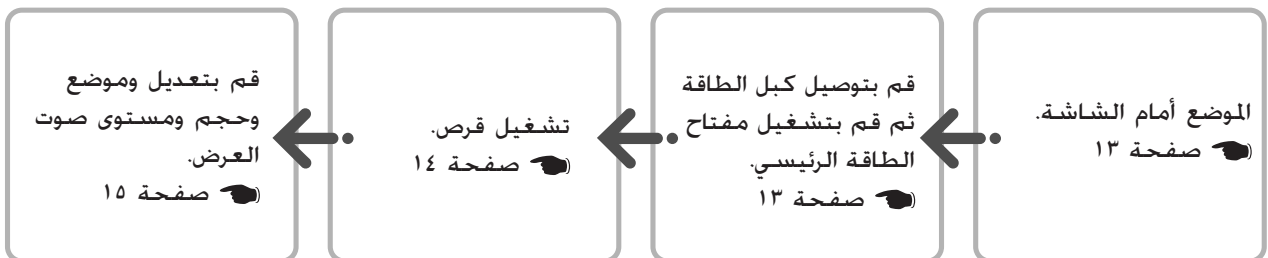 الموضع أمام الشاشة.
صفحة ١٣
قم بتوصيل كبل الطاقة
ثم قم بتشغيل مفتاح
الطاقة الرئيسي.
صفحة ١٣
تشغيل قرص.
صفحة ١٤
قم بتعديل وموضع
وحجم ومستوى صوت
العرض.
صفحة ١٥